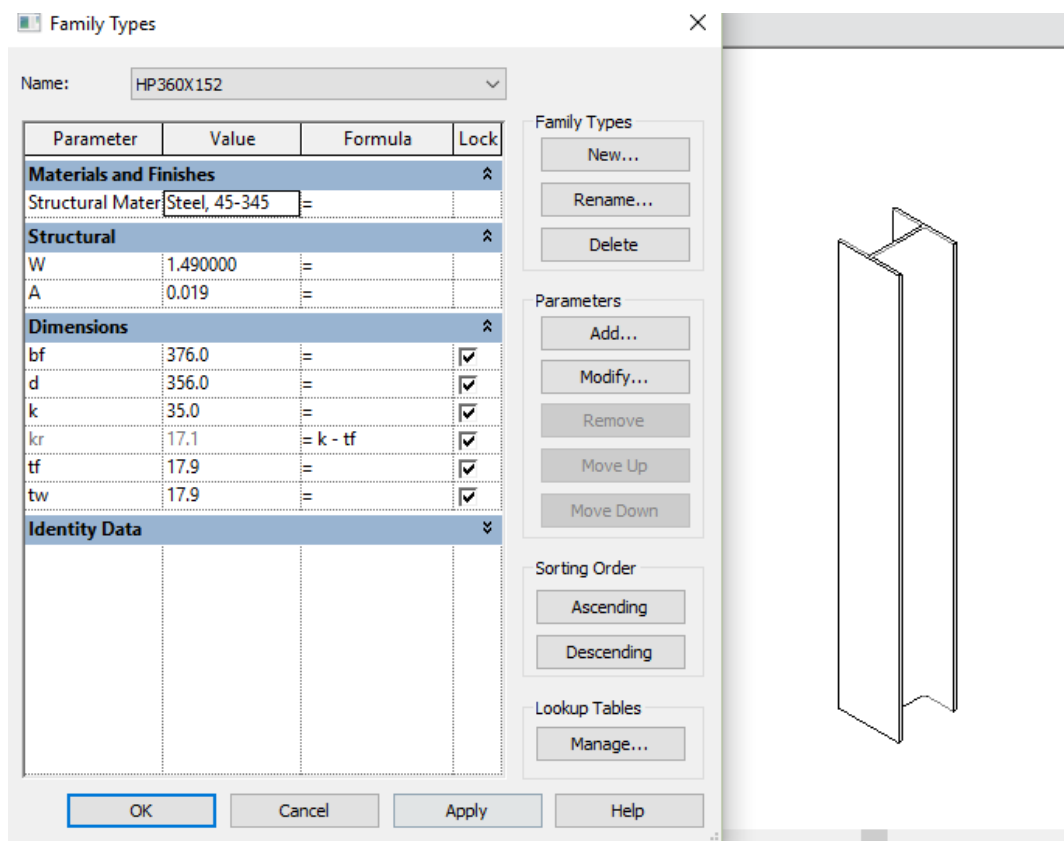 Family Types
Name: HP360X152
Parameter Value Formula Lock
Materials and Finishes
Structural Mater Steel, 45-345 =
Structural
W 1.490000 =
A 0.019 =
Dimensions
bf 376.0 =
d 356.0 =
k 35.0 =
kr 17.1 = k - tf
tf 17.9 =
tw 17.9 =
Identity Data
Family Types
New...
Rename...
Delete
Parameters
Add...
Modify...
Remove
Move Up
Move Down
Sorting Order
Ascending
Descending
Lookup Tables
Manage...
OK Cancel Apply Help